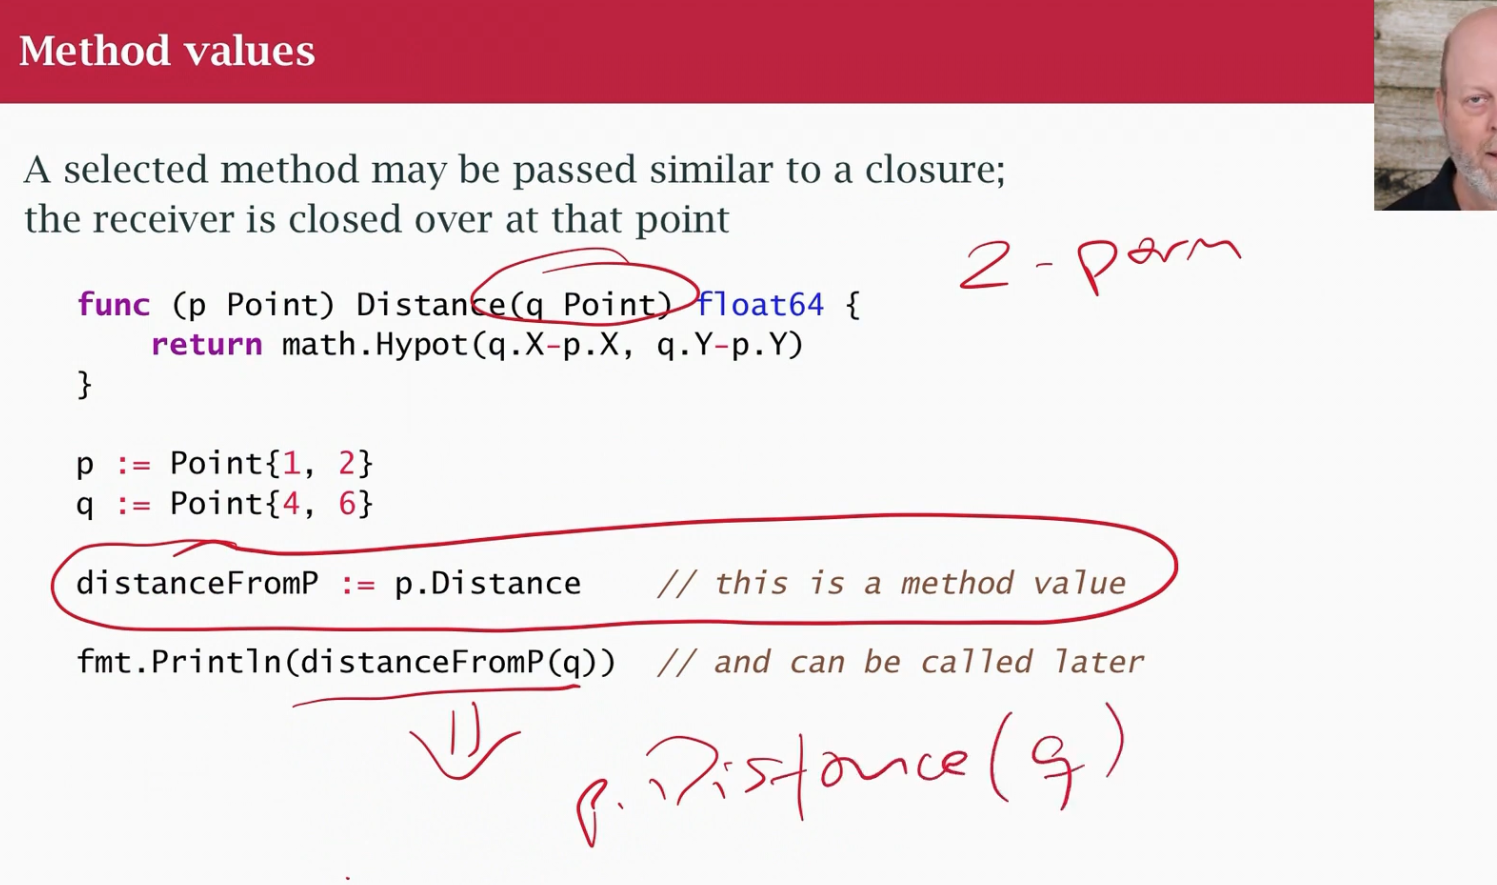 Method values
A selected method may be passed similar to a closure;
the receiver is closed over at that point
2-parm
func (p Point) Distance(q Point) float64 {
    return math.Hypot(q.X-p.X, q.Y-p.Y)
}
p := Point{1, 2}
q := Point{4, 6}
distanceFromP := p.Distance    // this is a method value
fmt.Println(distanceFromP(q))  // and can be called later
p.Distance(q)